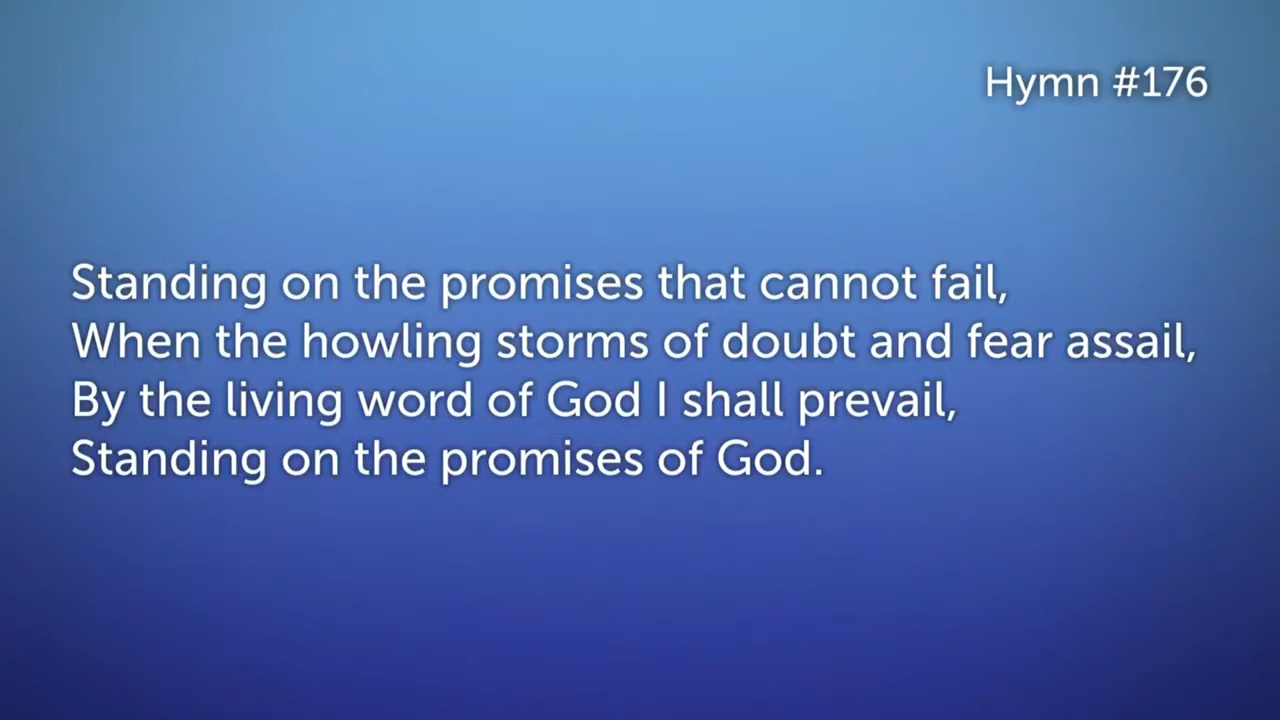 Hymn #176
Standing on the promises that cannot fail,
When the howling storms of doubt and fear assail,
By the living word of God I shall prevail,
Standing on the promises of God.